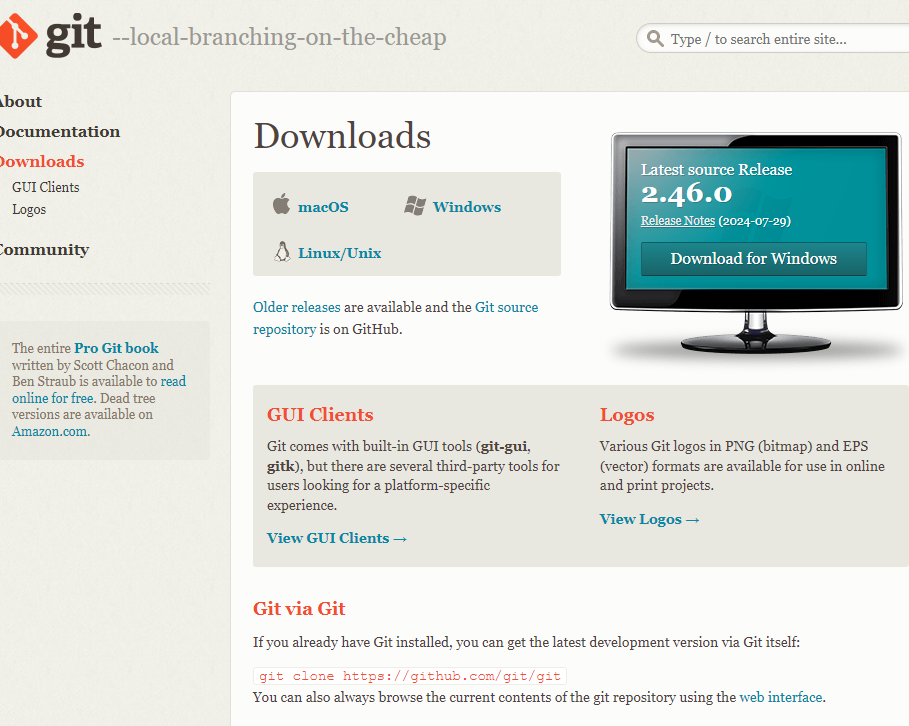 git --local-branching-on-the-cheap
Type / to search entire site...
About
Documentation
Downloads
GUI Clients
Logos
Community
The entire Pro Git book
written by Scott Chacon and
Ben Straub is available to read
online for free. Dead tree
versions are available on
Amazon.com.
Downloads
macOS
Windows
Linux/Unix
Older releases are available and the Git source
repository is on GitHub.
Latest source Release
2.46.0
Release Notes (2024-07-29)
Download for Windows
GUI Clients
Git comes with built-in GUI tools (git-gui,
gitk), but there are several third-party tools for
users looking for a platform-specific
experience.
View GUI Clients →
Logos
Various Git logos in PNG (bitmap) and EPS
(vector) formats are available for use in online
and print projects.
View Logos →
Git via Git
If you already have Git installed, you can get the latest development version via Git itself:
git clone https://github.com/git/git
You can also always browse the current contents of the git repository using the web interface.